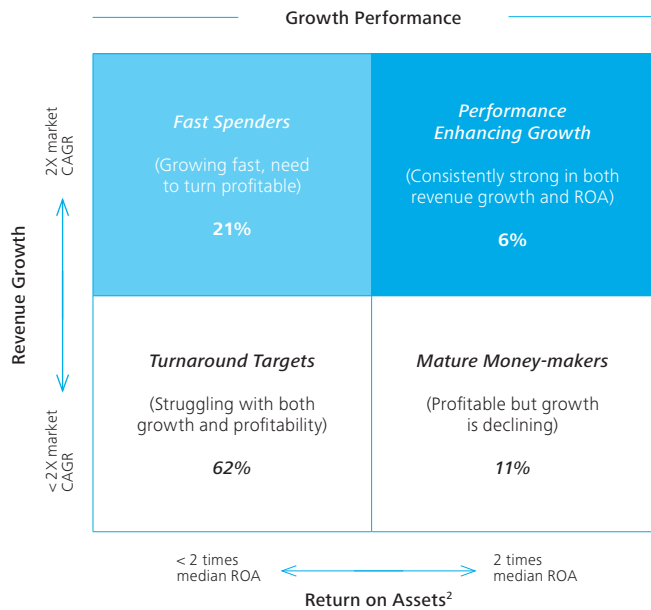 Growth Performance
Revenue Growth
2X market
CAGR
< 2X market
CAGR
Fast Spenders
(Growing fast, need
to turn profitable)
21%
Performance
Enhancing Growth
(Consistently strong in both
revenue growth and ROA)
6%
Turnaround Targets
(Struggling with both
growth and profitability)
62%
Mature Money-makers
(Profitable but growth
is declining)
11%
< 2 times
median ROA
2 times
median ROA
Return on Assets²